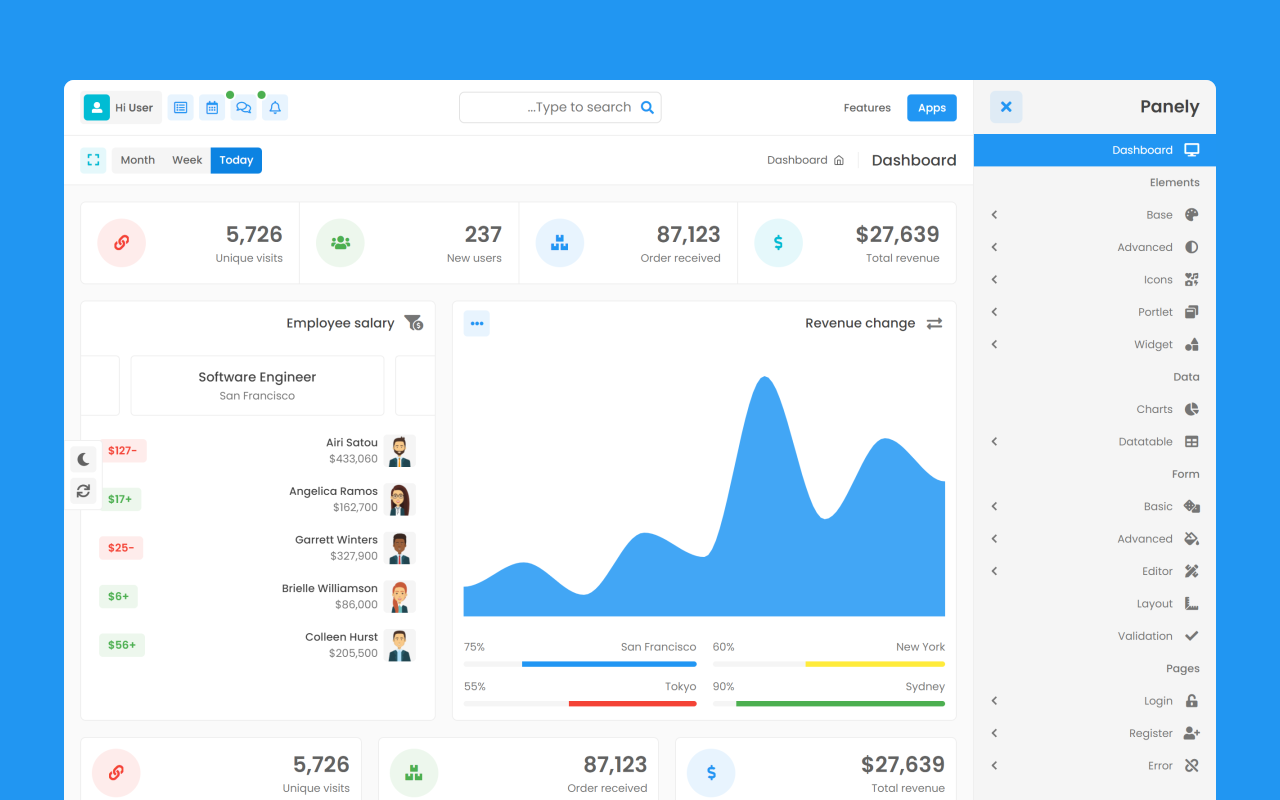 Hi User
...Type to search
Features
Apps
Panely
Month
Week
Today
Dashboard
Dashboard
5,726
Unique visits
237
New users
87,123
Order received
$27,639
Total revenue
Employee salary
Software Engineer
San Francisco
$127-
Airi Satou
$433,060
$17+
Angelica Ramos
$162,700
$25-
Garrett Winters
$327,900
$6+
Brielle Williamson
$86,000
$56+
Colleen Hurst
$205,500
Revenue change
75%
San Francisco
60%
New York
55%
Tokyo
90%
Sydney
5,726
Unique visits
87,123
Order received
$27,639
Total revenue
Dashboard
Elements
Base
Advanced
Icons
Portlet
Widget
Data
Charts
Datatable
Form
Basic
Advanced
Editor
Layout
Validation
Pages
Login
Register
Error